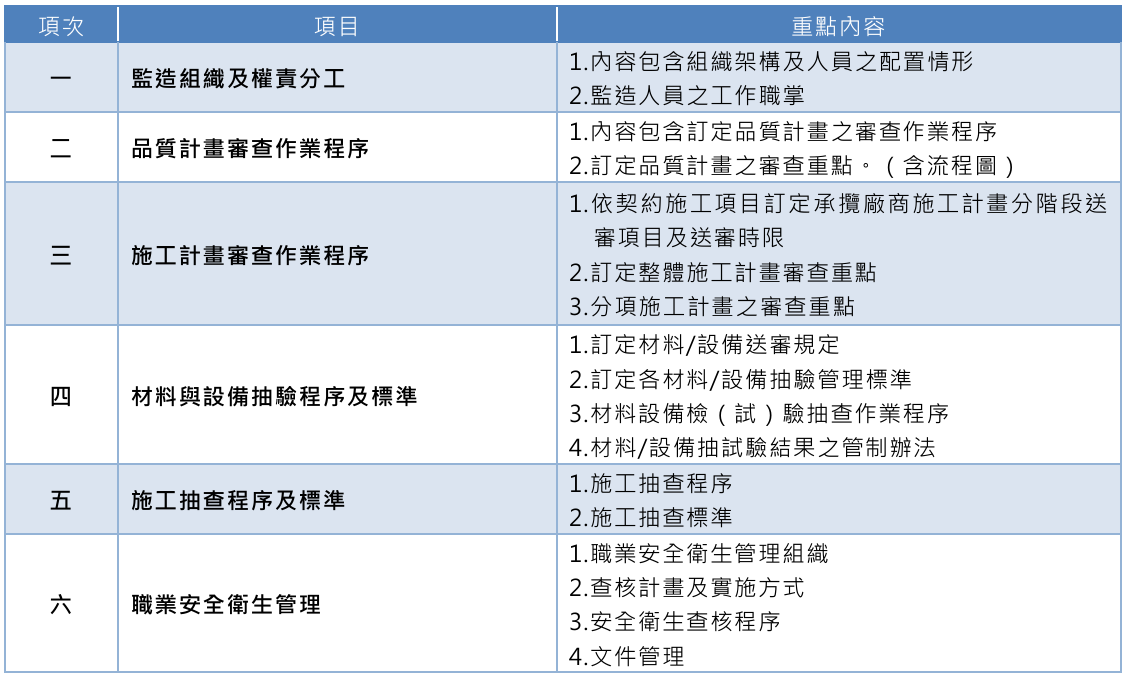 項次 項目 重點內容
一 監造組織及權責分工
1.內容包含組織架構及人員之配置情形
2.監造人員之工作職掌
二 品質計畫審查作業程序
1.內容包含訂定品質計畫之審查作業程序
2.訂定品質計畫之審查重點。（含流程圖）
三 施工計畫審查作業程序
1.依契約施工項目訂定承攬廠商施工計畫分階段送
審項目及送審時限
2.訂定整體施工計畫審查重點
3.分項施工計畫之審查重點
四 材料與設備抽驗程序及標準
1.訂定材料/設備送審規定
2.訂定各材料/設備抽驗管理標準
3.材料設備檢（試）驗抽查作業程序
4.材料/設備抽試驗結果之管制辦法
五 施工抽查程序及標準
1.施工抽查程序
2.施工抽查標準
六 職業安全衛生管理
1.職業安全衛生管理組織
2.查核計畫及實施方式
3.安全衛生查核程序
4.文件管理